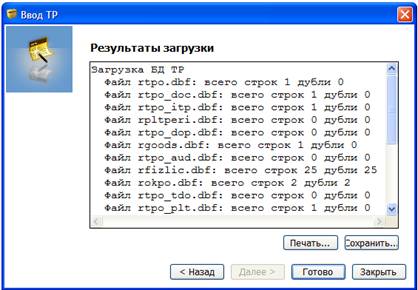 Ввод ТР
Результаты загрузки
Загрузка БД ТР
Файл rtpo.dbf: всего строк 1 дубли 0
Файл rtpo_doc.dbf: всего строк 1 дубли 0
Файл rtpo_itp.dbf: всего строк 1 дубли 0
Файл rpltperi.dbf: всего строк 0 дубли 0
Файл rtpo_dop.dbf: всего строк 0 дубли 0
Файл rgoods.dbf: всего строк 1 дубли 0
Файл rtpo_aud.dbf: всего строк 0 дубли 0
Файл rfizlic.dbf: всего строк 25 дубли 25
Файл rokpo.dbf: всего строк 2 дубли 2
Файл rtpo_tdo.dbf: всего строк 0 дубли 0
Файл rtpo_plt.dbf: всего строк 1 дубли 0
Печать... Сохранить...
< Назад Далее > Готово Закрыть